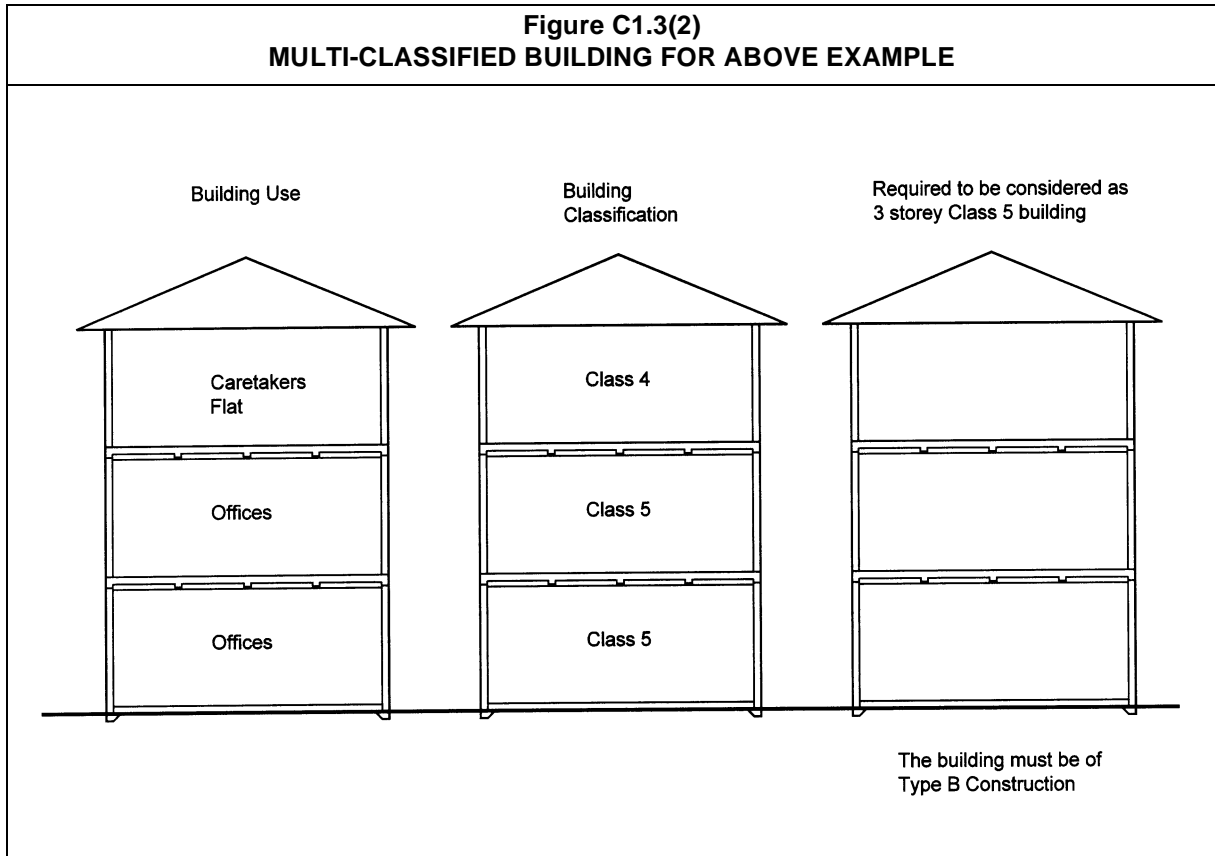 Figure C1.3(2)
MULTI-CLASSIFIED BUILDING FOR ABOVE EXAMPLE
Building Use
Building
Classification
Required to be considered as
3 storey Class 5 building
Caretakers
Flat
Class 4
Offices
Class 5
Offices
Class 5
The building must be of
Type B Construction